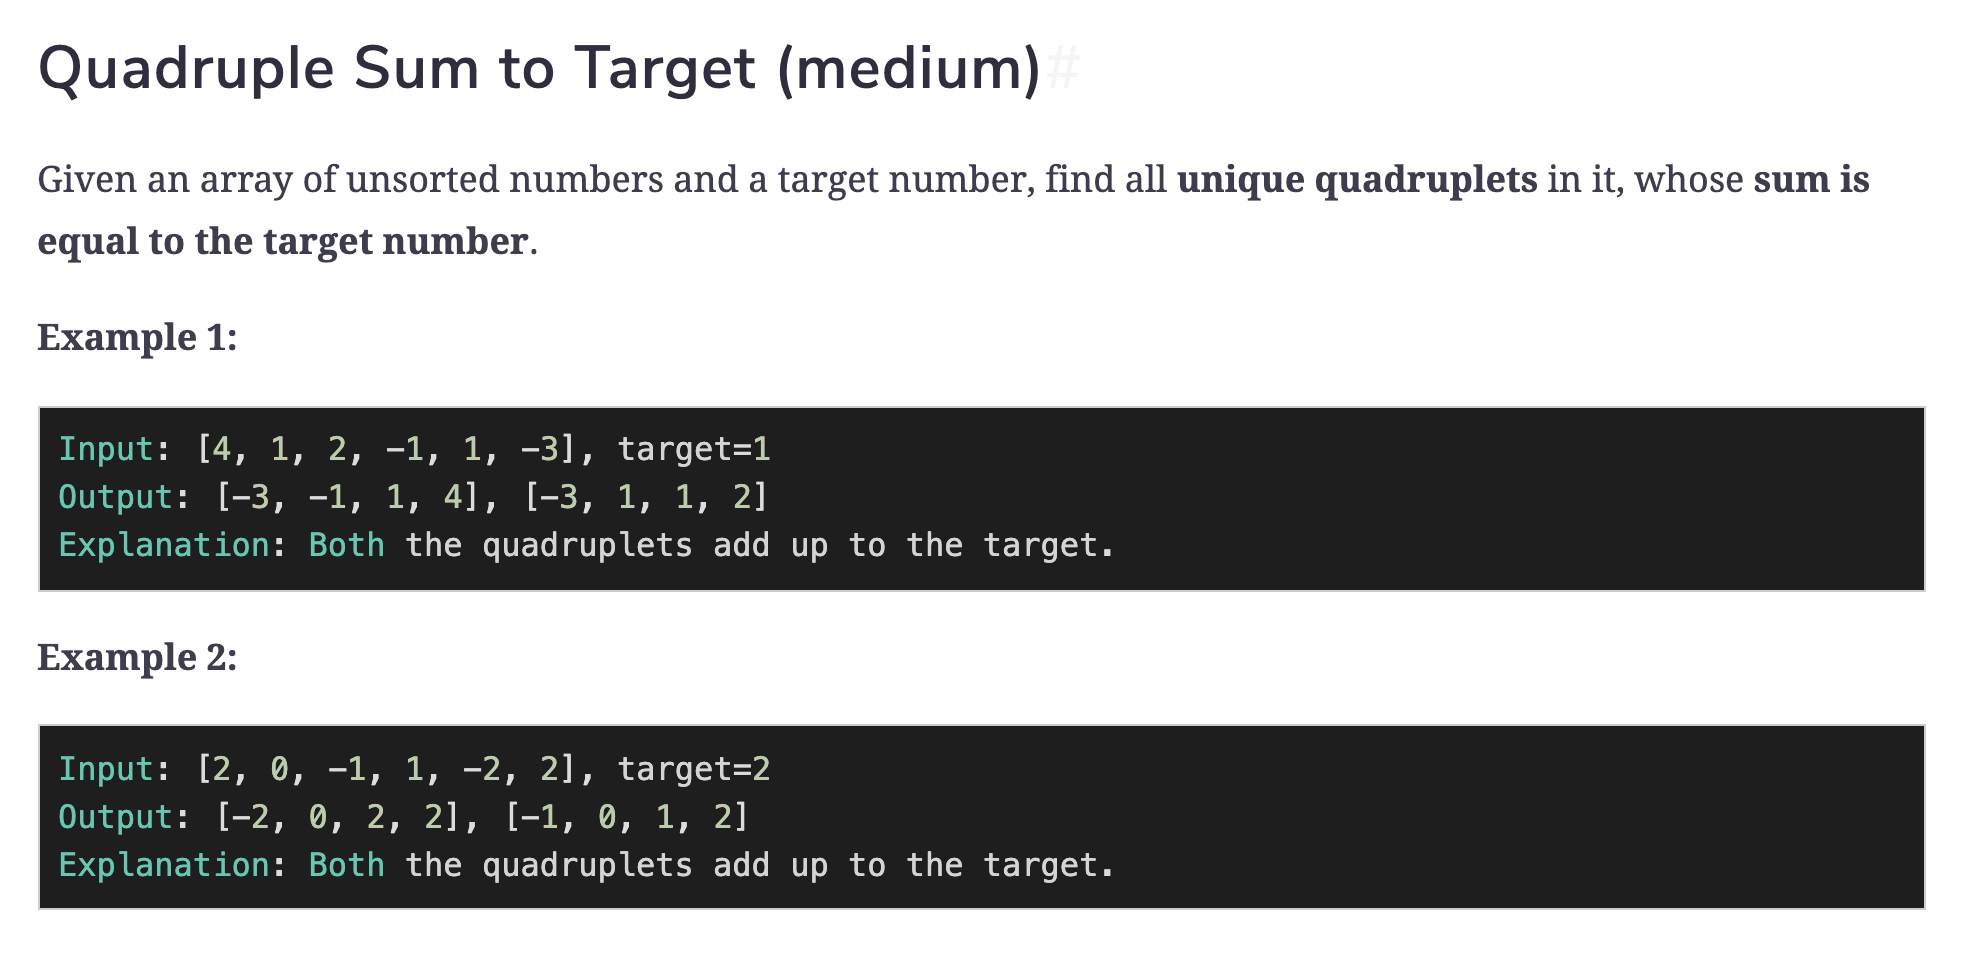 Quadruple Sum to Target (medium)#
Given an array of unsorted numbers and a target number, find all unique quadruplets in it, whose sum is
equal to the target number.
Example 1:
Input: [4, 1, 2, −1, 1, −3], target=1
Output: [−3, −1, 1, 4], [−3, 1, 1, 2]
Explanation: Both the quadruplets add up to the target.
Example 2:
Input: [2, 0, −1, 1, −2, 2], target=2
Output: [−2, 0, 2, 2], [−1, 0, 1, 2]
Explanation: Both the quadruplets add up to the target.